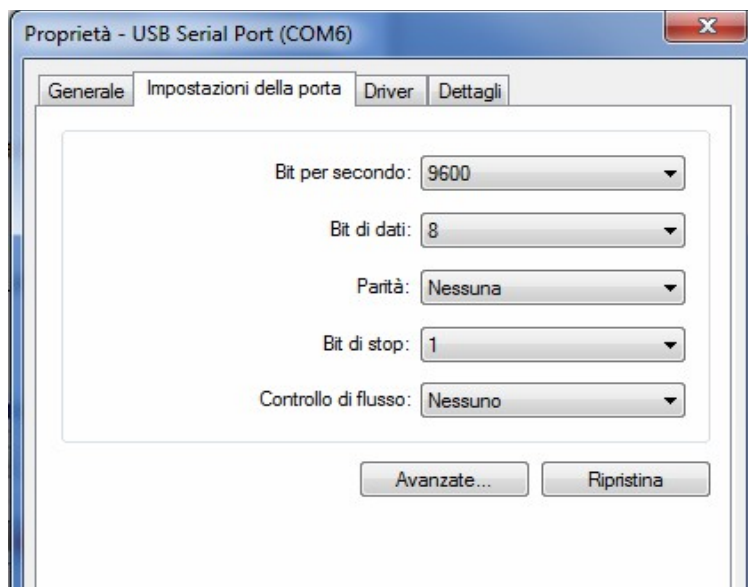 Proprietà - USB Serial Port (COM6)
Generale Impostazioni della porta Driver Dettagli
Bit per secondo: 9600
Bit di dati: 8
Parità: Nessuna
Bit di stop: 1
Controllo di flusso: Nessuno
Avanzate... Ripristina